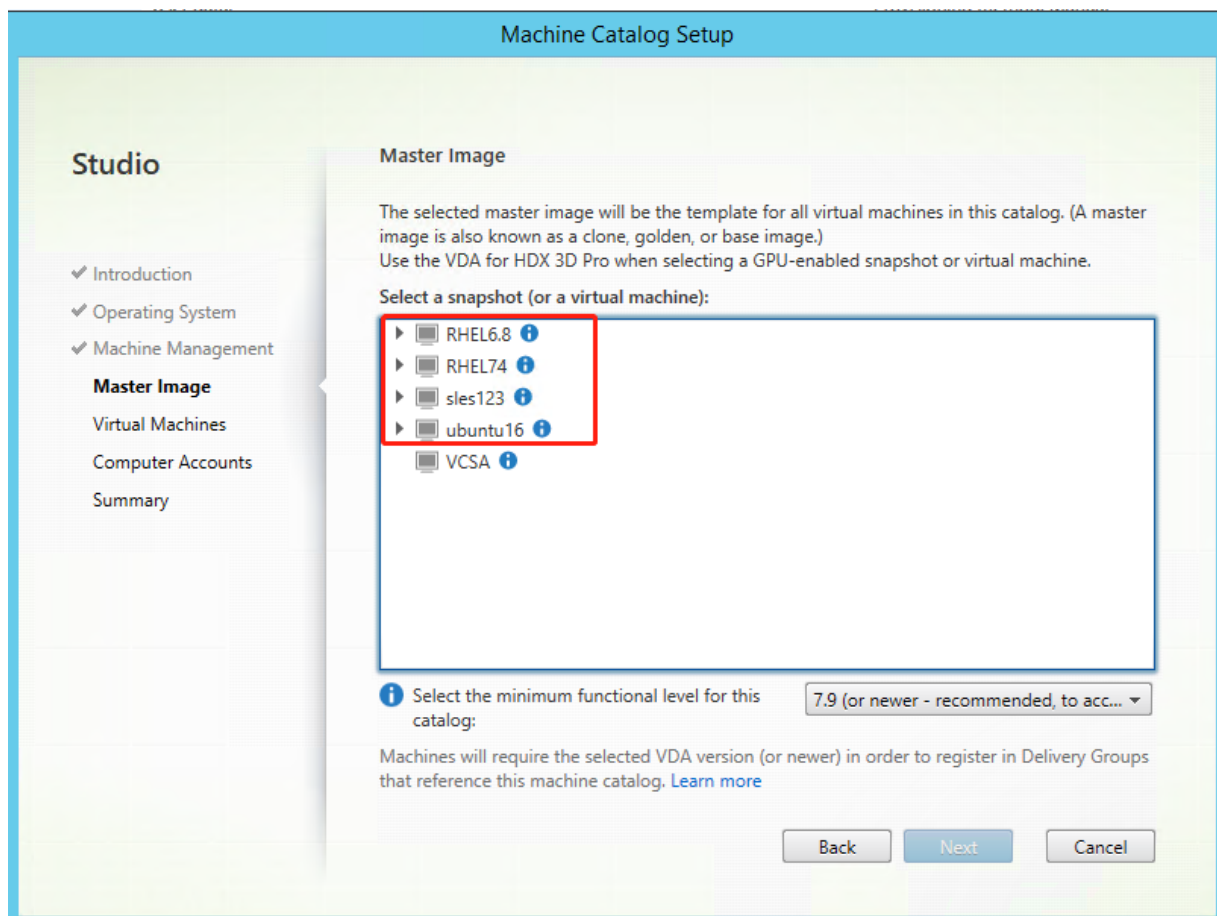 Machine Catalog Setup
Studio
Introduction
Operating System
Machine Management
Master Image
Virtual Machines
Computer Accounts
Summary
Master Image
The selected master image will be the template for all virtual machines in this catalog. (A master
image is also known as a clone, golden, or base image.)
Use the VDA for HDX 3D Pro when selecting a GPU-enabled snapshot or virtual machine.
Select a snapshot (or a virtual machine):
RHEL6.8
RHEL74
sles123
ubuntu16
VCSA
Select the minimum functional level for this
catalog:
7.9 (or newer - recommended, to acc...
Machines will require the selected VDA version (or newer) in order to register in Delivery Groups
that reference this machine catalog. Learn more
Back
Next
Cancel